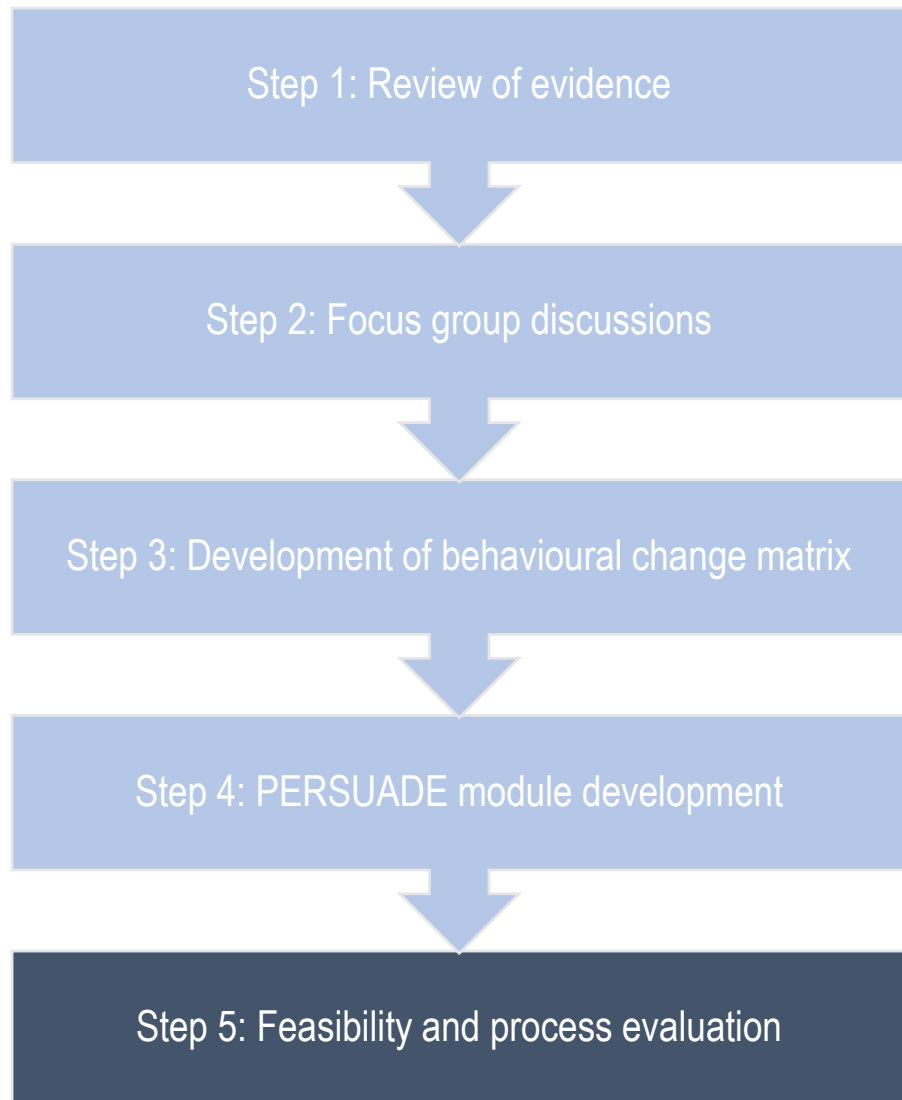 Step 1: Review of evidence
Step 2: Focus group discussions
Step 3: Development of behavioural change matrix
Step 4: PERSUADE module development
Step 5: Feasibility and process evaluation